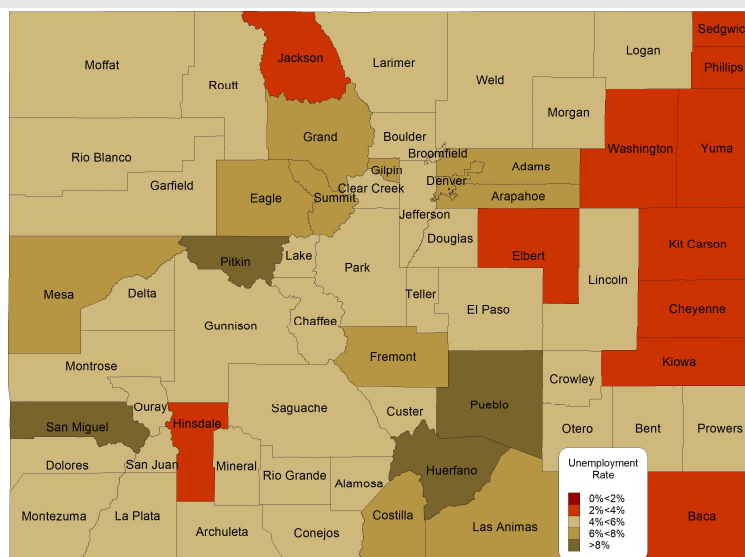 Sedgwic
Jackson
Logan
Moffat
Larimer
Phillips
Weld
Routt
Morgan
Grand
Boulder
Washington
Yuma
Broomfield
Rio Blanco
Gilpin
Adams
Garfield
Denver
Clear Creek
Eagle
Summit
Arapahoe
Jefferson
Douglas
Kit Carson
Lake
Elbert
Pitkin
Park
Lincoln
Mesa
Delta
Teller
El Paso
Cheyenne
Chaffee
Gunnison
Fremont
Kiowa
Montrose
Crowley
Ouray
Saguache
Custer
Pueblo
Hinsdale
San Miguel
Otero
Bent
Prowers
Dolores
San Juan
Mineral
Rio Grande
Huerfano
Alamosa
Montezuma
La Plata
Costilla
Las Animas
Baca
Archuleta
Conejos
Unemployment
Rate
0%<2%
2%<4%
4%<6%
6%<8%
>8%